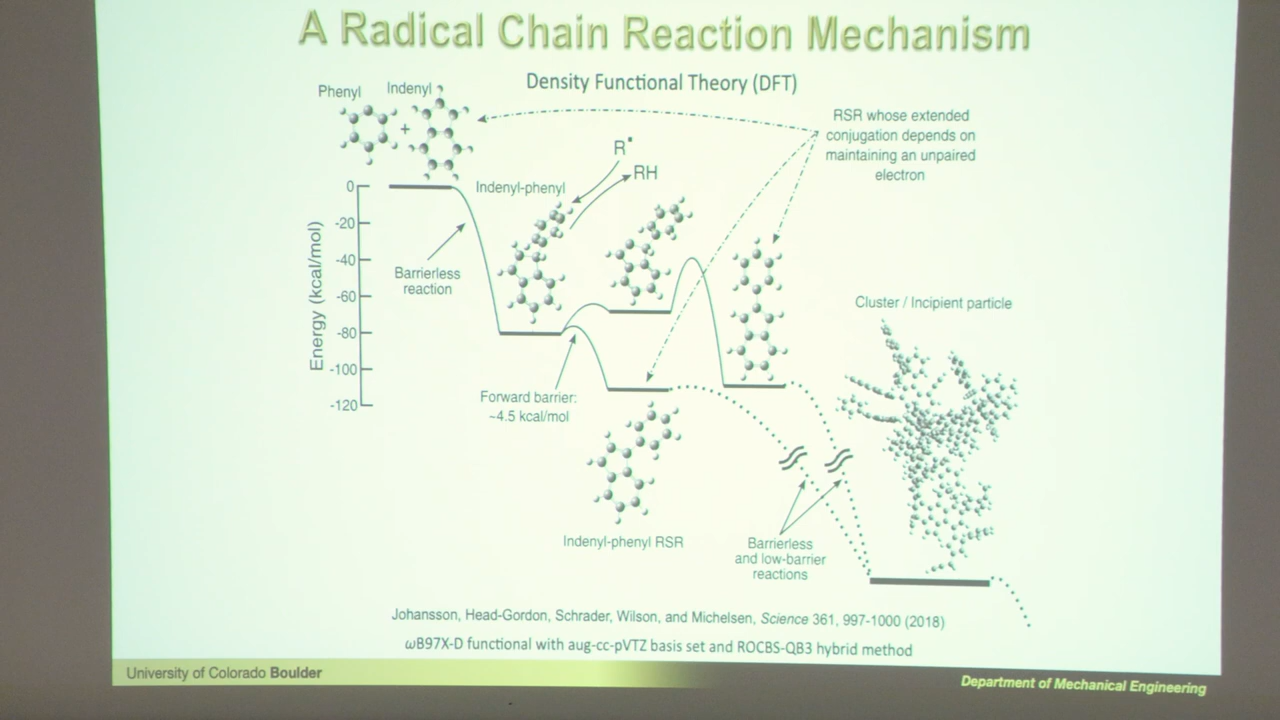 A Radical Chain Reaction Mechanism
Density Functional Theory (DFT)
Phenyl
Indenyl
+
RSR whose extended
conjugation depends on
maintaining an unpaired
electron
R•
RH
Indenyl-phenyl
Energy (kcal/mol)
0
-20
-40
-60
-80
-100
-120
Barrierless
reaction
Forward barrier:
~4.5 kcal/mol
Cluster / Incipient particle
Indenyl-phenyl RSR
Barrierless
and low-barrier
reactions
Johansson, Head-Gordon, Schrader, Wilson, and Michelsen, Science 361, 997-1000 (2018)
ωB97X-D functional with aug-cc-pVTZ basis set and ROCBS-QB3 hybrid method
University of Colorado Boulder
Department of Mechanical Engineering